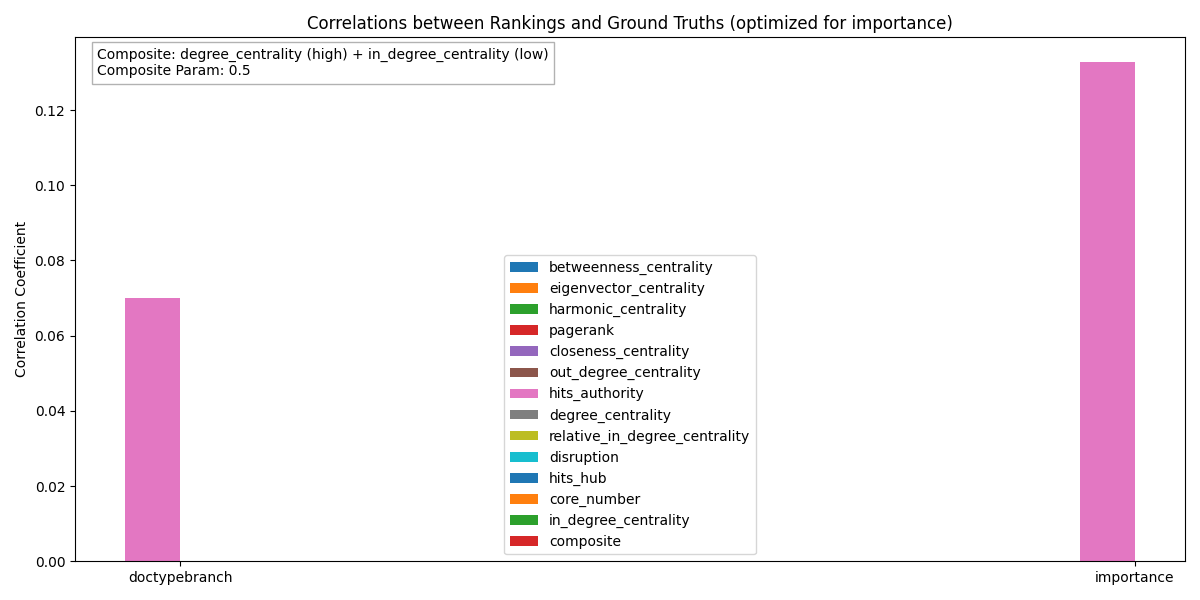 Correlations between Rankings and Ground Truths (optimized for importance)
Composite: degree_centrality (high) + in_degree_centrality (low)
Composite Param: 0.5
Correlation Coefficient
0.12
0.10
0.08
0.06
0.04
0.02
0.00
betweenness_centrality
eigenvector_centrality
harmonic_centrality
pagerank
closeness_centrality
out_degree_centrality
hits_authority
degree_centrality
relative_in_degree_centrality
disruption
hits_hub
core_number
in_degree_centrality
composite
doctypebranch
importance